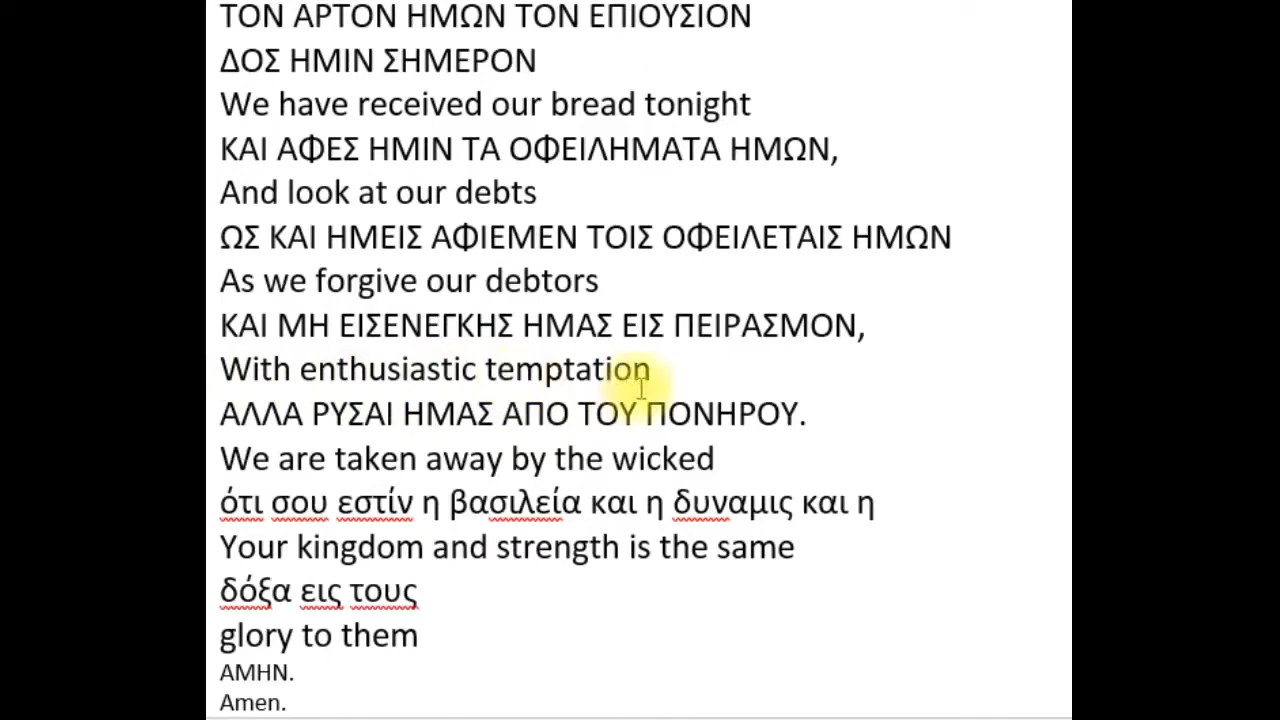 ΤΟΝ ΑΡΤΟΝ ΗΜΩΝ ΤΟΝ ΕΠΙΟΥΣΙΟΝ
ΔΟΣ ΗΜΙΝ ΣΗΜΕΡΟΝ
We have received our bread tonight
ΚΑΙ ΑΦΕΣ ΗΜΙΝ ΤΑ ΟΦΕΙΛΗΜΑΤΑ ΗΜΩΝ,
And look at our debts
ΩΣ ΚΑΙ ΗΜΕΙΣ ΑΦΙΕΜΕΝ ΤΟΙΣ ΟΦΕΙΛΕΤΑΙΣ ΗΜΩΝ
As we forgive our debtors
ΚΑΙ ΜΗ ΕΙΣΕΝΕΓΚΗΣ ΗΜΑΣ ΕΙΣ ΠΕΙΡΑΣΜΟΝ,
With enthusiastic temptation
ΑΛΛΑ ΡΥΣΑΙ ΗΜΑΣ ΑΠΟ ΤΟΥ ΠΟΝΗΡΟΥ.
We are taken away by the wicked
ότι σου εστίν η βασιλεία και η δυναμις και η
Your kingdom and strength is the same
δόξα εις τους
glory to them
ΑΜΗΝ.
Amen.